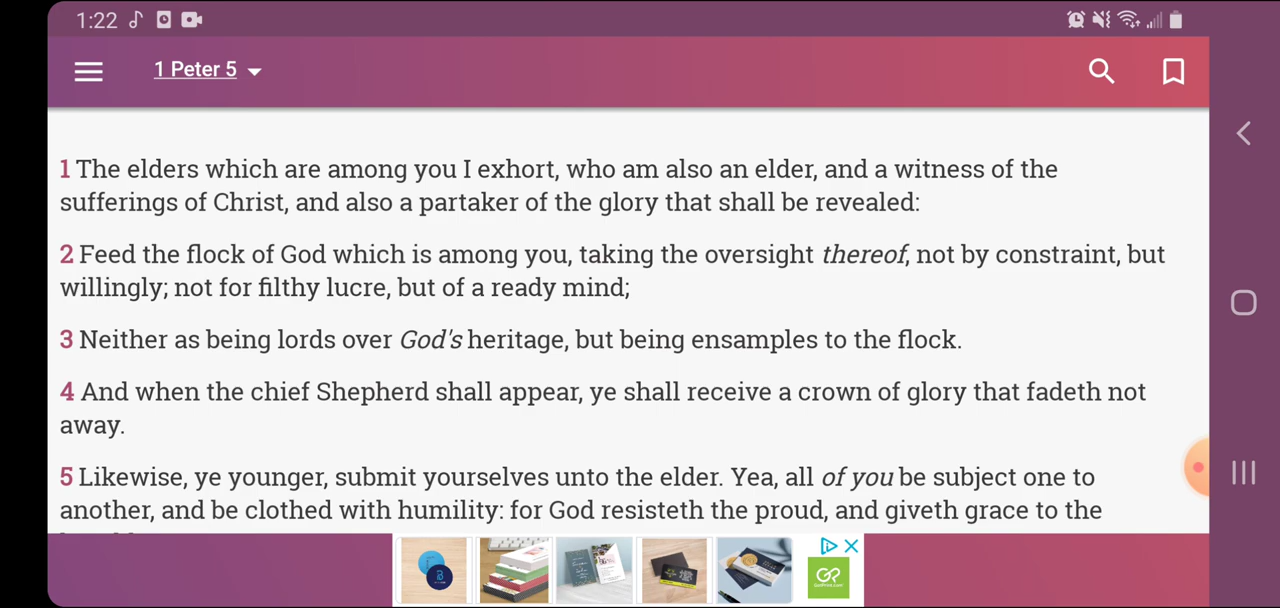 1:22
1 Peter 5
1 The elders which are among you I exhort, who am also an elder, and a witness of the
sufferings of Christ, and also a partaker of the glory that shall be revealed:
2 Feed the flock of God which is among you, taking the oversight thereof, not by constraint, but
willingly; not for filthy lucre, but of a ready mind;
3 Neither as being lords over God's heritage, but being ensamples to the flock.
4 And when the chief Shepherd shall appear, ye shall receive a crown of glory that fadeth not
away.
5 Likewise, ye younger, submit yourselves unto the elder. Yea, all of you be subject one to
another, and be clothed with humility: for God resisteth the proud, and giveth grace to the